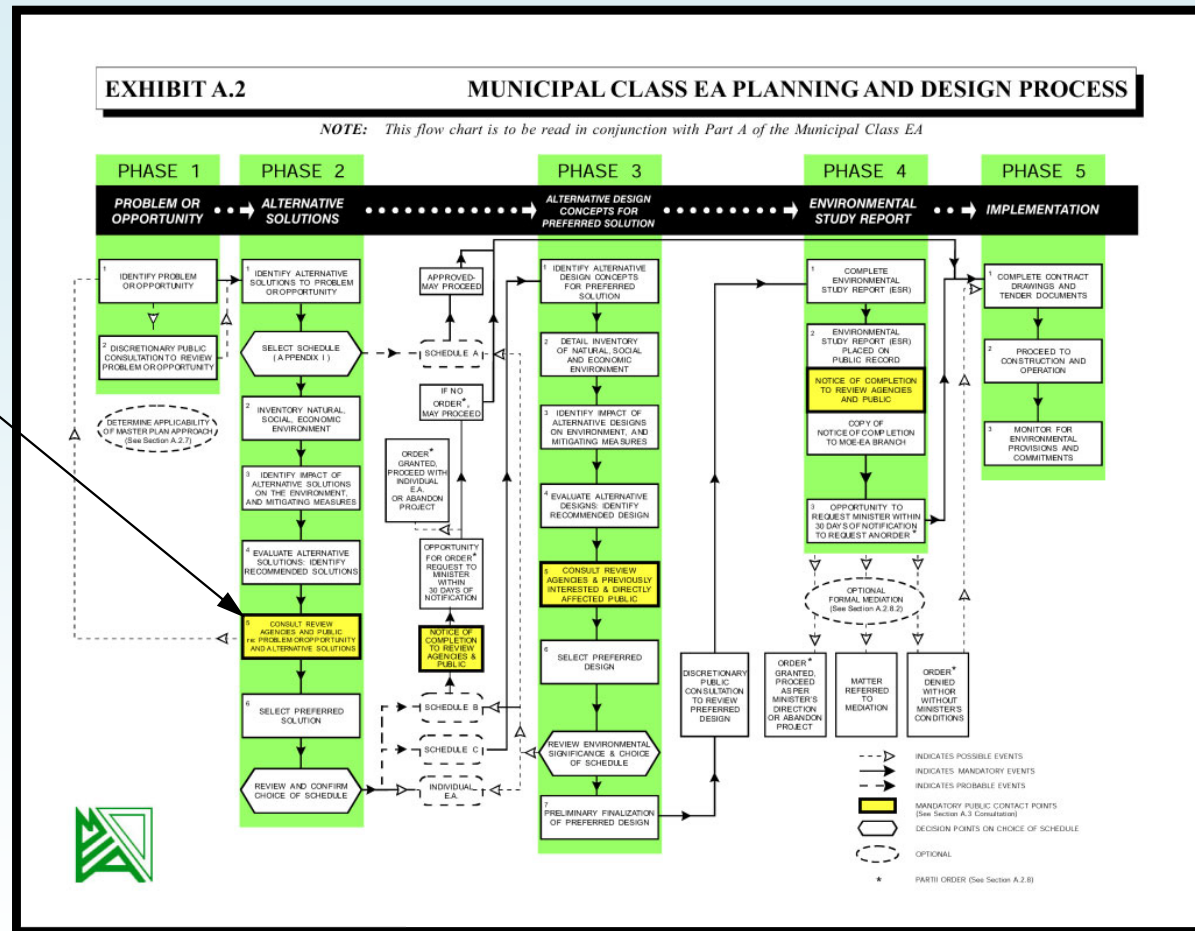 EXHIBIT A.2
MUNICIPAL CLASS EA PLANNING AND DESIGN PROCESS
NOTE: This flow chart is to be read in conjunction with Part A of the Municipal Class EA
PHASE 1
PHASE 2
PHASE 3
PHASE 4
PHASE 5
PROBLEM OR
OPPORTUNITY
ALTERNATIVE
SOLUTIONS
ALTERNATIVE DESIGN
CONCEPTS FOR
PREFERRED SOLUTION
ENVIRONMENTAL
STUDY REPORT
IMPLEMENTATION
1 IDENTIFY PROBLEM
OR OPPORTUNITY
2 DISCRETIONARY PUBLIC
CONSULTATION TO REVIEW
PROBLEM OR OPPORTUNITY
DETERMINE APPLICABILITY
OF MASTER PLAN APPROACH
(See Section A.2.7)
1 IDENTIFY ALTERNATIVE
SOLUTIONS TO PROBLEM
OR OPPORTUNITY
SELECT SCHEDULE
(APPENDIX I)
2 INVENTORY NATURAL,
SOCIAL, ECONOMIC
ENVIRONMENT
3 IDENTIFY IMPACT OF
ALTERNATIVE SOLUTIONS
ON THE ENVIRONMENT,
AND MITIGATING MEASURES
4 EVALUATE ALTERNATIVE
SOLUTIONS: IDENTIFY
RECOMMENDED SOLUTIONS
5 CONSULT REVIEW
AGENCIES AND PUBLIC
re: PROBLEM OR OPPORTUNITY
AND ALTERNATIVE SOLUTIONS
6 SELECT PREFERRED
SOLUTION
REVIEW AND CONFIRM
CHOICE OF SCHEDULE
APPROVED-
MAY PROCEED
SCHEDULE A
IF NO
ORDER*,
MAY PROCEED
ORDER*
GRANTED,
PROCEED WITH
INDIVIDUAL
E.A.
OR ABANDON
PROJECT
OPPORTUNITY
FOR ORDER*
REQUEST TO
MINISTER
WITHIN
30 DAYS OF
NOTIFICATION
NOTICE OF
COMPLETION
TO REVIEW
AGENCIES &
PUBLIC
SCHEDULE B
SCHEDULE C
INDIVIDUAL
E.A.
1 IDENTIFY ALTERNATIVE
DESIGN CONCEPTS
FOR PREFERRED
SOLUTION
2 DETAIL INVENTORY
OF NATURAL, SOCIAL
AND ECONOMIC
ENVIRONMENT
3 IDENTIFY IMPACT OF
ALTERNATIVE DESIGNS
ON ENVIRONMENT, AND
MITIGATING MEASURES
4 EVALUATE ALTERNATIVE
DESIGNS: IDENTIFY
RECOMMENDED DESIGN
5 CONSULT REVIEW
AGENCIES & PREVIOUSLY
INTERESTED & DIRECTLY
AFFECTED PUBLIC
6 SELECT PREFERRED
DESIGN
REVIEW ENVIRONMENTAL
SIGNIFICANCE & CHOICE
OF SCHEDULE
7 PRELIMINARY FINALIZATION
OF PREFERRED DESIGN
DISCRETIONARY
PUBLIC
CONSULTATION
TO REVIEW
PREFERRED
DESIGN
1 COMPLETE
ENVIRONMENTAL
STUDY REPORT (ESR)
2 ENVIRONMENTAL
STUDY REPORT (ESR)
PLACED ON
PUBLIC RECORD
NOTICE OF COMPLETION
TO REVIEW AGENCIES
AND PUBLIC
COPY OF
NOTICE OF COMPLETION
TO MOE-EA BRANCH
3 OPPORTUNITY TO
REQUEST MINISTER WITHIN
30 DAYS OF NOTIFICATION
TO REQUEST AN ORDER*
OPTIONAL
FORMAL MEDIATION
(See Section A.2.8.2)
ORDER*
GRANTED,
PROCEED
AS PER
MINISTER'S
DIRECTION
OR ABANDON
PROJECT
MATTER
REFERRED
TO
MEDIATION
ORDER*
DENIED
WITH OR
WITHOUT
MINISTER'S
CONDITIONS
1 COMPLETE CONTRACT
DRAWINGS AND
TENDER DOCUMENTS
2 PROCEED TO
CONSTRUCTION AND
OPERATION
3 MONITOR FOR
ENVIRONMENTAL
PROVISIONS AND
COMMITMENTS
INDICATES POSSIBLE EVENTS
INDICATES MANDATORY EVENTS
INDICATES PROBABLE EVENTS
MANDATORY PUBLIC CONTACT POINTS
(See Section A.3 Consultation)
DECISION POINTS ON CHOICE OF SCHEDULE
OPTIONAL
* PART II ORDER (See Section A.2.8)
MEA